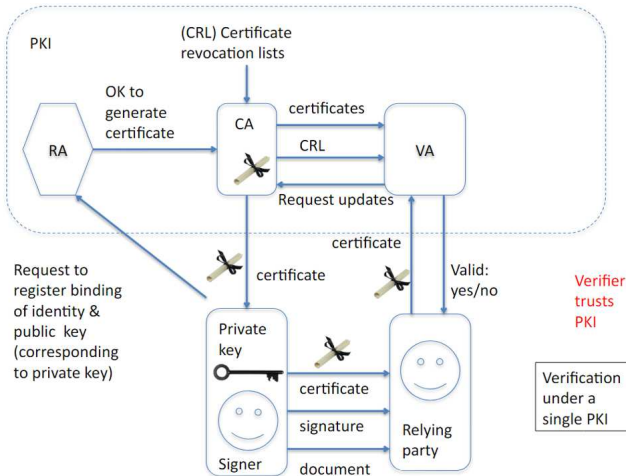 PKI
(CRL) Certificate
revocation lists
OK to
generate
certificate
RA
CA
certificates
CRL
Request updates
VA
certificate
certificate
Valid:
yes/no
Request to
register binding
of identity &
public key
(corresponding
to private key)
Private
key
certificate
signature
document
Signer
Relying
party
Verifier
trusts
PKI
Verification
under a
single PKI